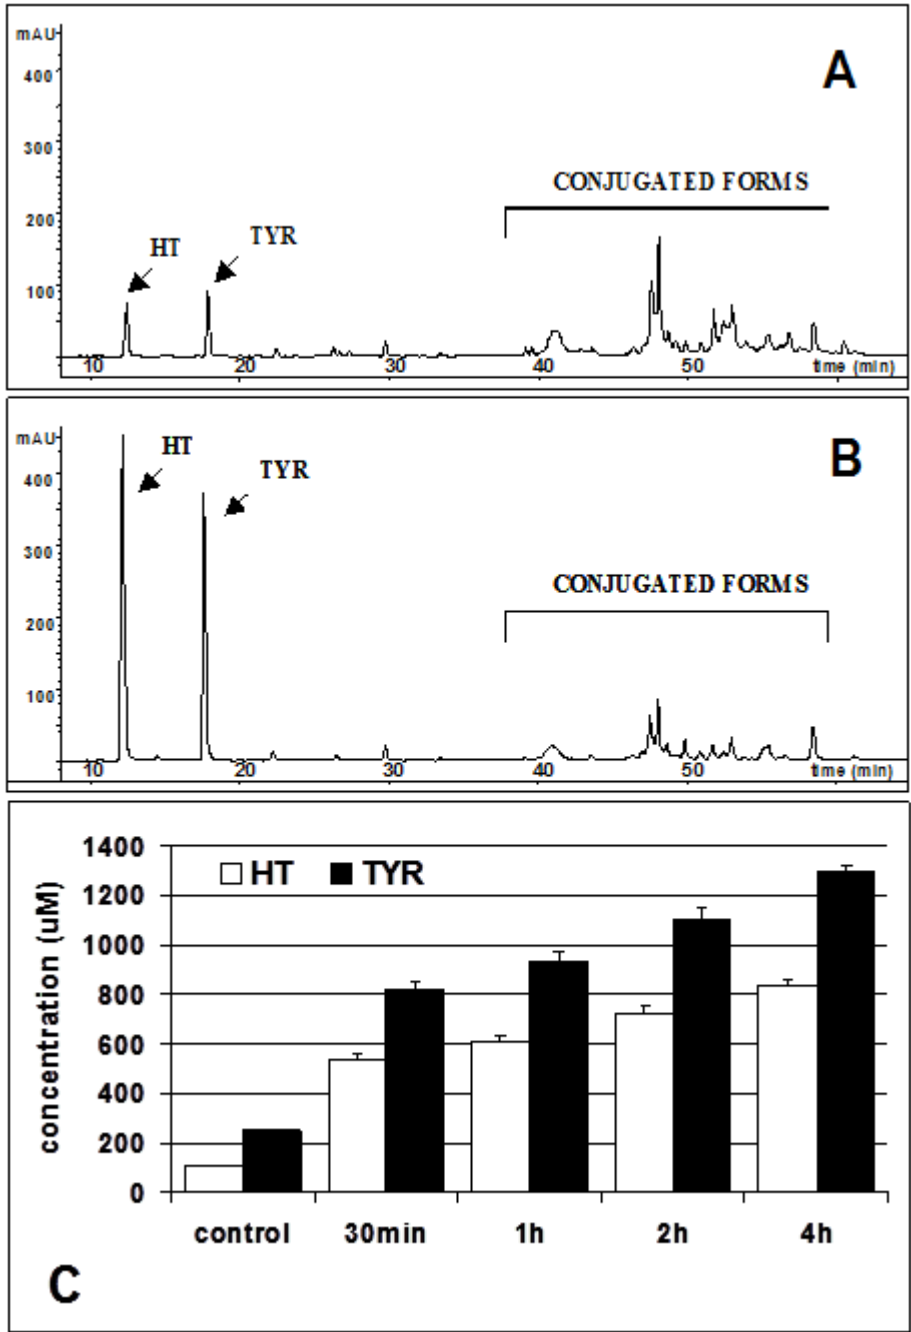 mAU
A
400
300
CONJUGATED FORMS
200
HT
TYR
100
10 20 30 40 50 time (min)
mAU
HT
B
400
TYR
300
CONJUGATED FORMS
200
100
10 20 30 40 50 time (min)
1400
HT TYR
1200
1000
800
600
400
200
0
concentration (uM)
control 30min 1h 2h 4h
C